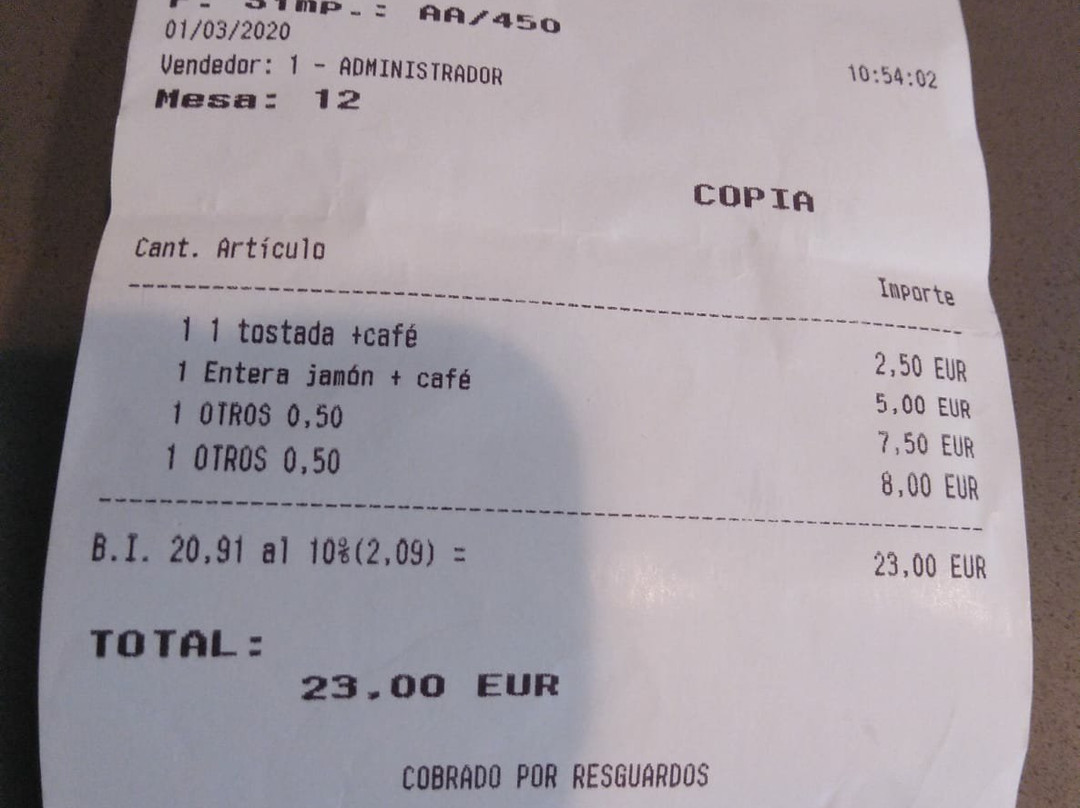 F. Simp.: AA/450
01/03/2020 10:54:02
Vendedor: 1 - ADMINISTRADOR
Mesa: 12
COPIA
Cant. Artículo Importe
1 1 tostada +café 2,50 EUR
1 Entera jamón + café 5,00 EUR
1 OTROS 0,50 7,50 EUR
1 OTROS 0,50 8,00 EUR
B.I. 20,91 al 10%(2,09) = 23,00 EUR
TOTAL:
23,00 EUR
COBRADO POR RESGUARDOS